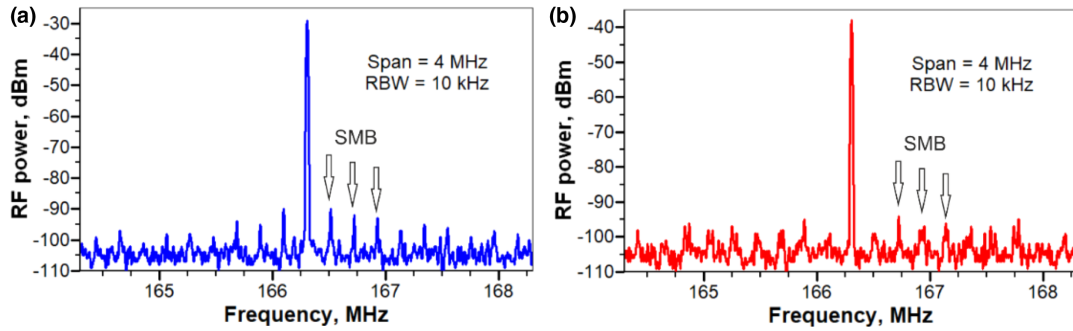 (a)
-30
-40
-50
-60
-70
-80
-90
-100
-110
RF power, dBm
Span = 4 MHz
RBW = 10 kHz
SMB
165
166
167
168
Frequency, MHz
(b)
-40
-50
-60
-70
-80
-90
-100
-110
RF power, dBm
Span = 4 MHz
RBW = 10 kHz
SMB
165
166
167
168
Frequency, MHz